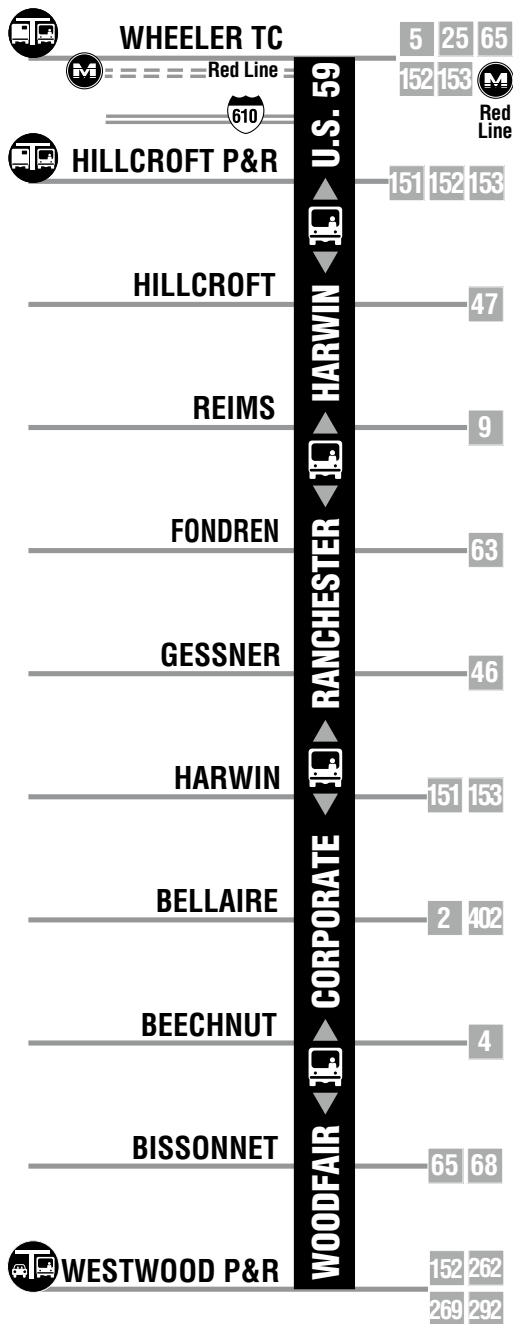 WHEELER TC 5 25 65
M Red Line 152 153 M
Red
Line
610
U.S. 59
HILLCROFT P&R 151 152 153
HILLCROFT 47
HARWIN
REIMS 9
FONDREN 63
RANCHESTER
GESSNER 46
HARWIN 151 153
BELLAIRE 2 402
CORPORATE
BEECHNUT 4
BISSONNET 65 68
WOODFAIR
WESTWOOD P&R 152 262
269 292